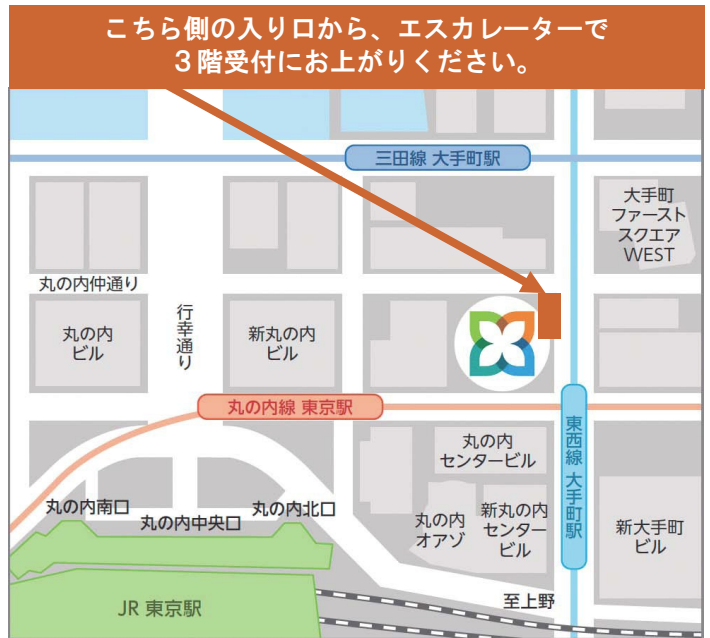 こちら側の入り口から、エスカレーターで
３階受付にお上がりください。
三田線 大手町駅
大手町
ファースト
スクエア
WEST
丸の内仲通り
行幸通り
丸の内
ビル
新丸の内
ビル
丸の内線 東京駅
東西線 大手町駅
丸の内
センタービル
丸の内南口
丸の内中央口
丸の内北口
丸の内
オアゾ
新丸の内
センター
ビル
新大手町
ビル
至上野
JR 東京駅